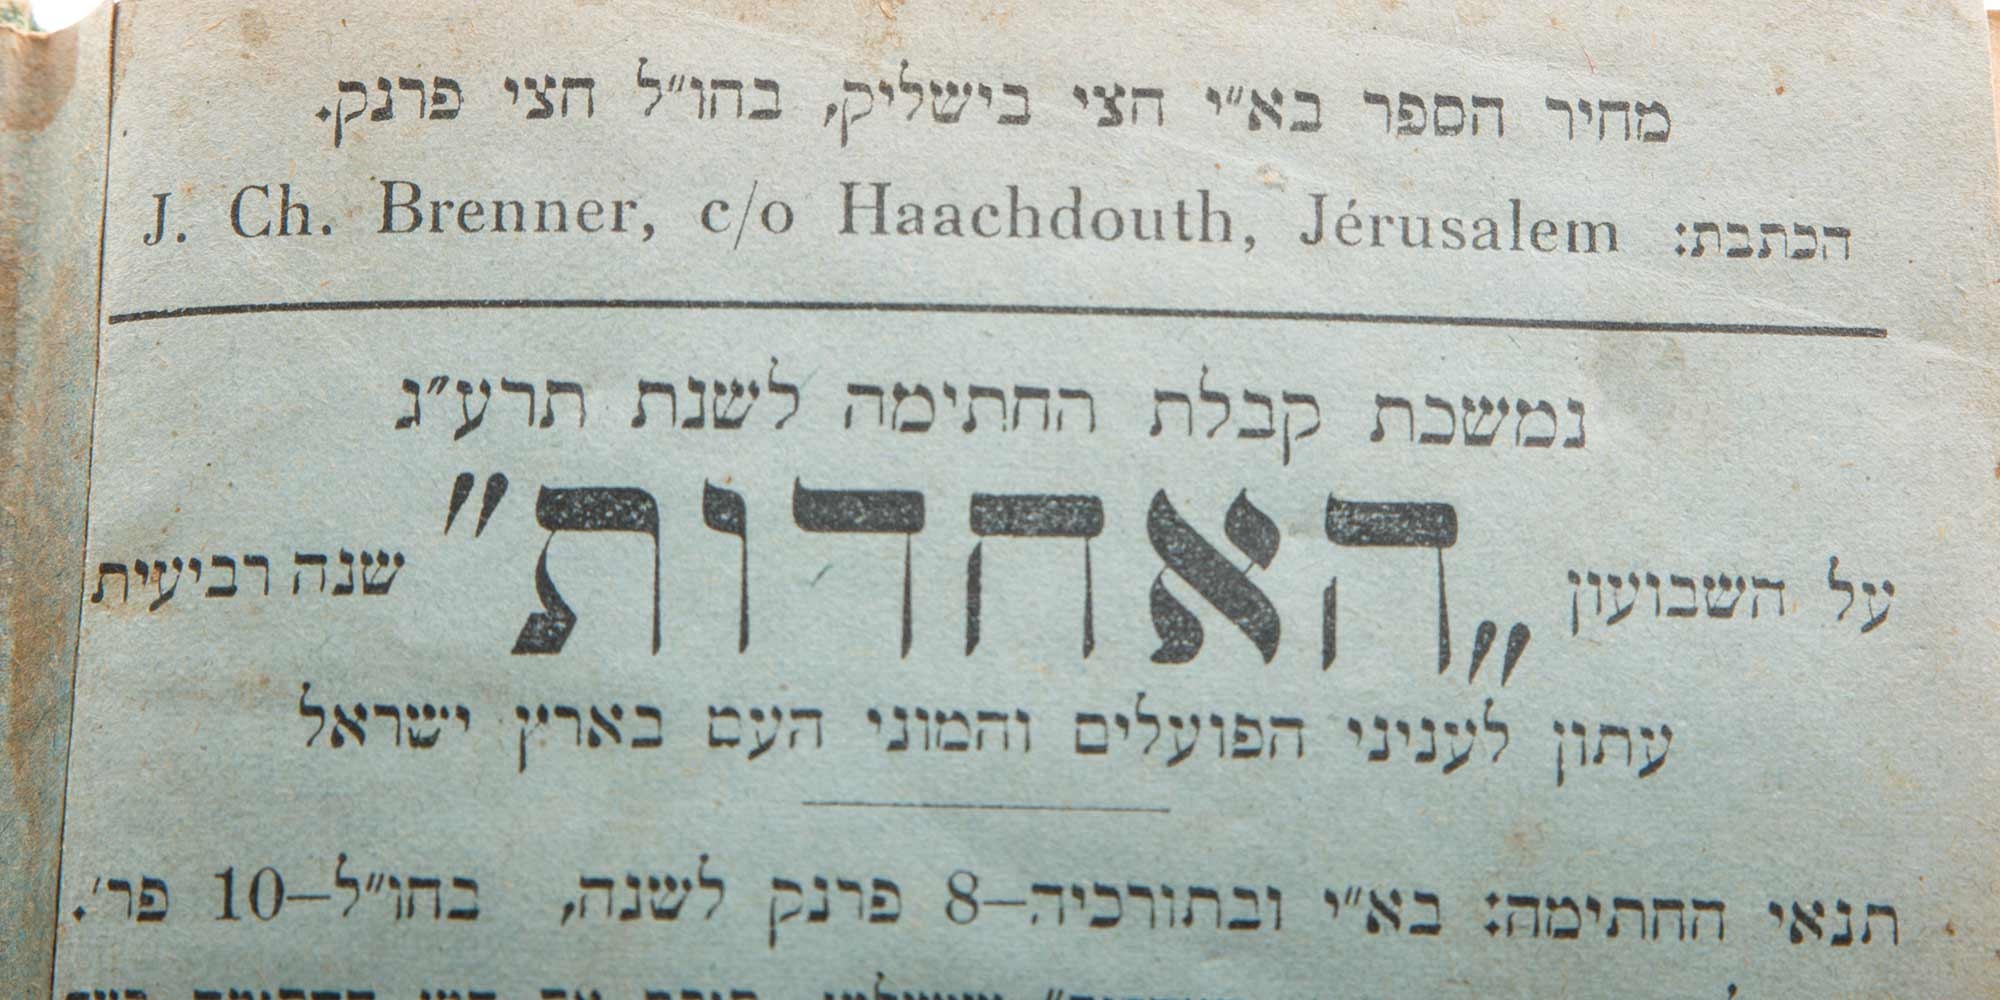 מחיר הספר בא״י חצי בישליק, בחו״ל חצי פרנק.
הכתבת: J. Ch. Brenner, c/o Haachdouth, Jérusalem
נמשכת קבלת החתימה לשנת תרע״ג
על השבועון „האחדות״ שנה רביעית
עתון לעניני הפועלים והמוני העם בארץ ישראל
תנאי החתימה: בא״י ובתורכיה–8 פרנק לשנה, בחו״ל–10 פר׳.